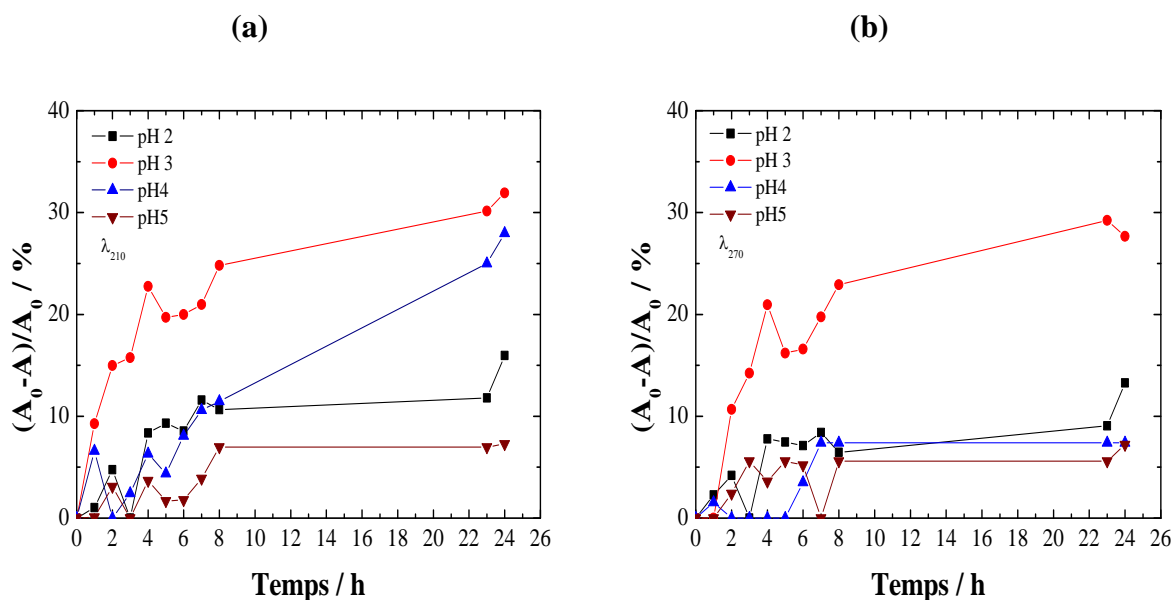 (a)
(b)
(A₀-A)/A₀ / %
40
30
20
10
0
pH 2
pH 3
pH4
pH5
λ₂₁₀
0 2 4 6 8 10 12 14 16 18 20 22 24 26
Temps / h
(A₀-A)/A₀ / %
40
30
20
10
0
pH 2
pH 3
pH4
pH5
λ₂₇₀
0 2 4 6 8 10 12 14 16 18 20 22 24 26
Temps / h